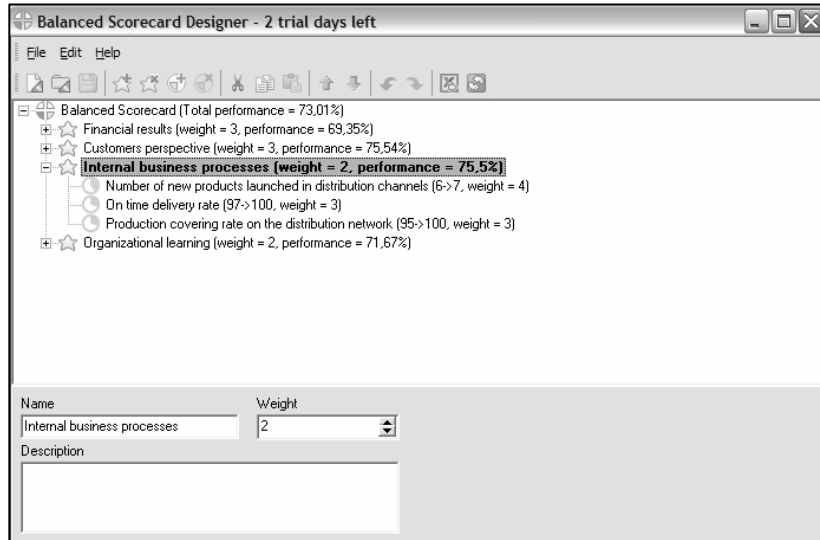 Balanced Scorecard Designer - 2 trial days left
File Edit Help
Balanced Scorecard (Total performance = 73,01%)
Financial results (weight = 3, performance = 69,35%)
Customers perspective (weight = 3, performance = 75,54%)
Internal business processes (weight = 2, performance = 75,5%)
Number of new products launched in distribution channels (6->7, weight = 4)
On time delivery rate (97->100, weight = 3)
Production covering rate on the distribution network (95->100, weight = 3)
Organizational learning (weight = 2, performance = 71,67%)
Name Weight
Internal business processes 2
Description